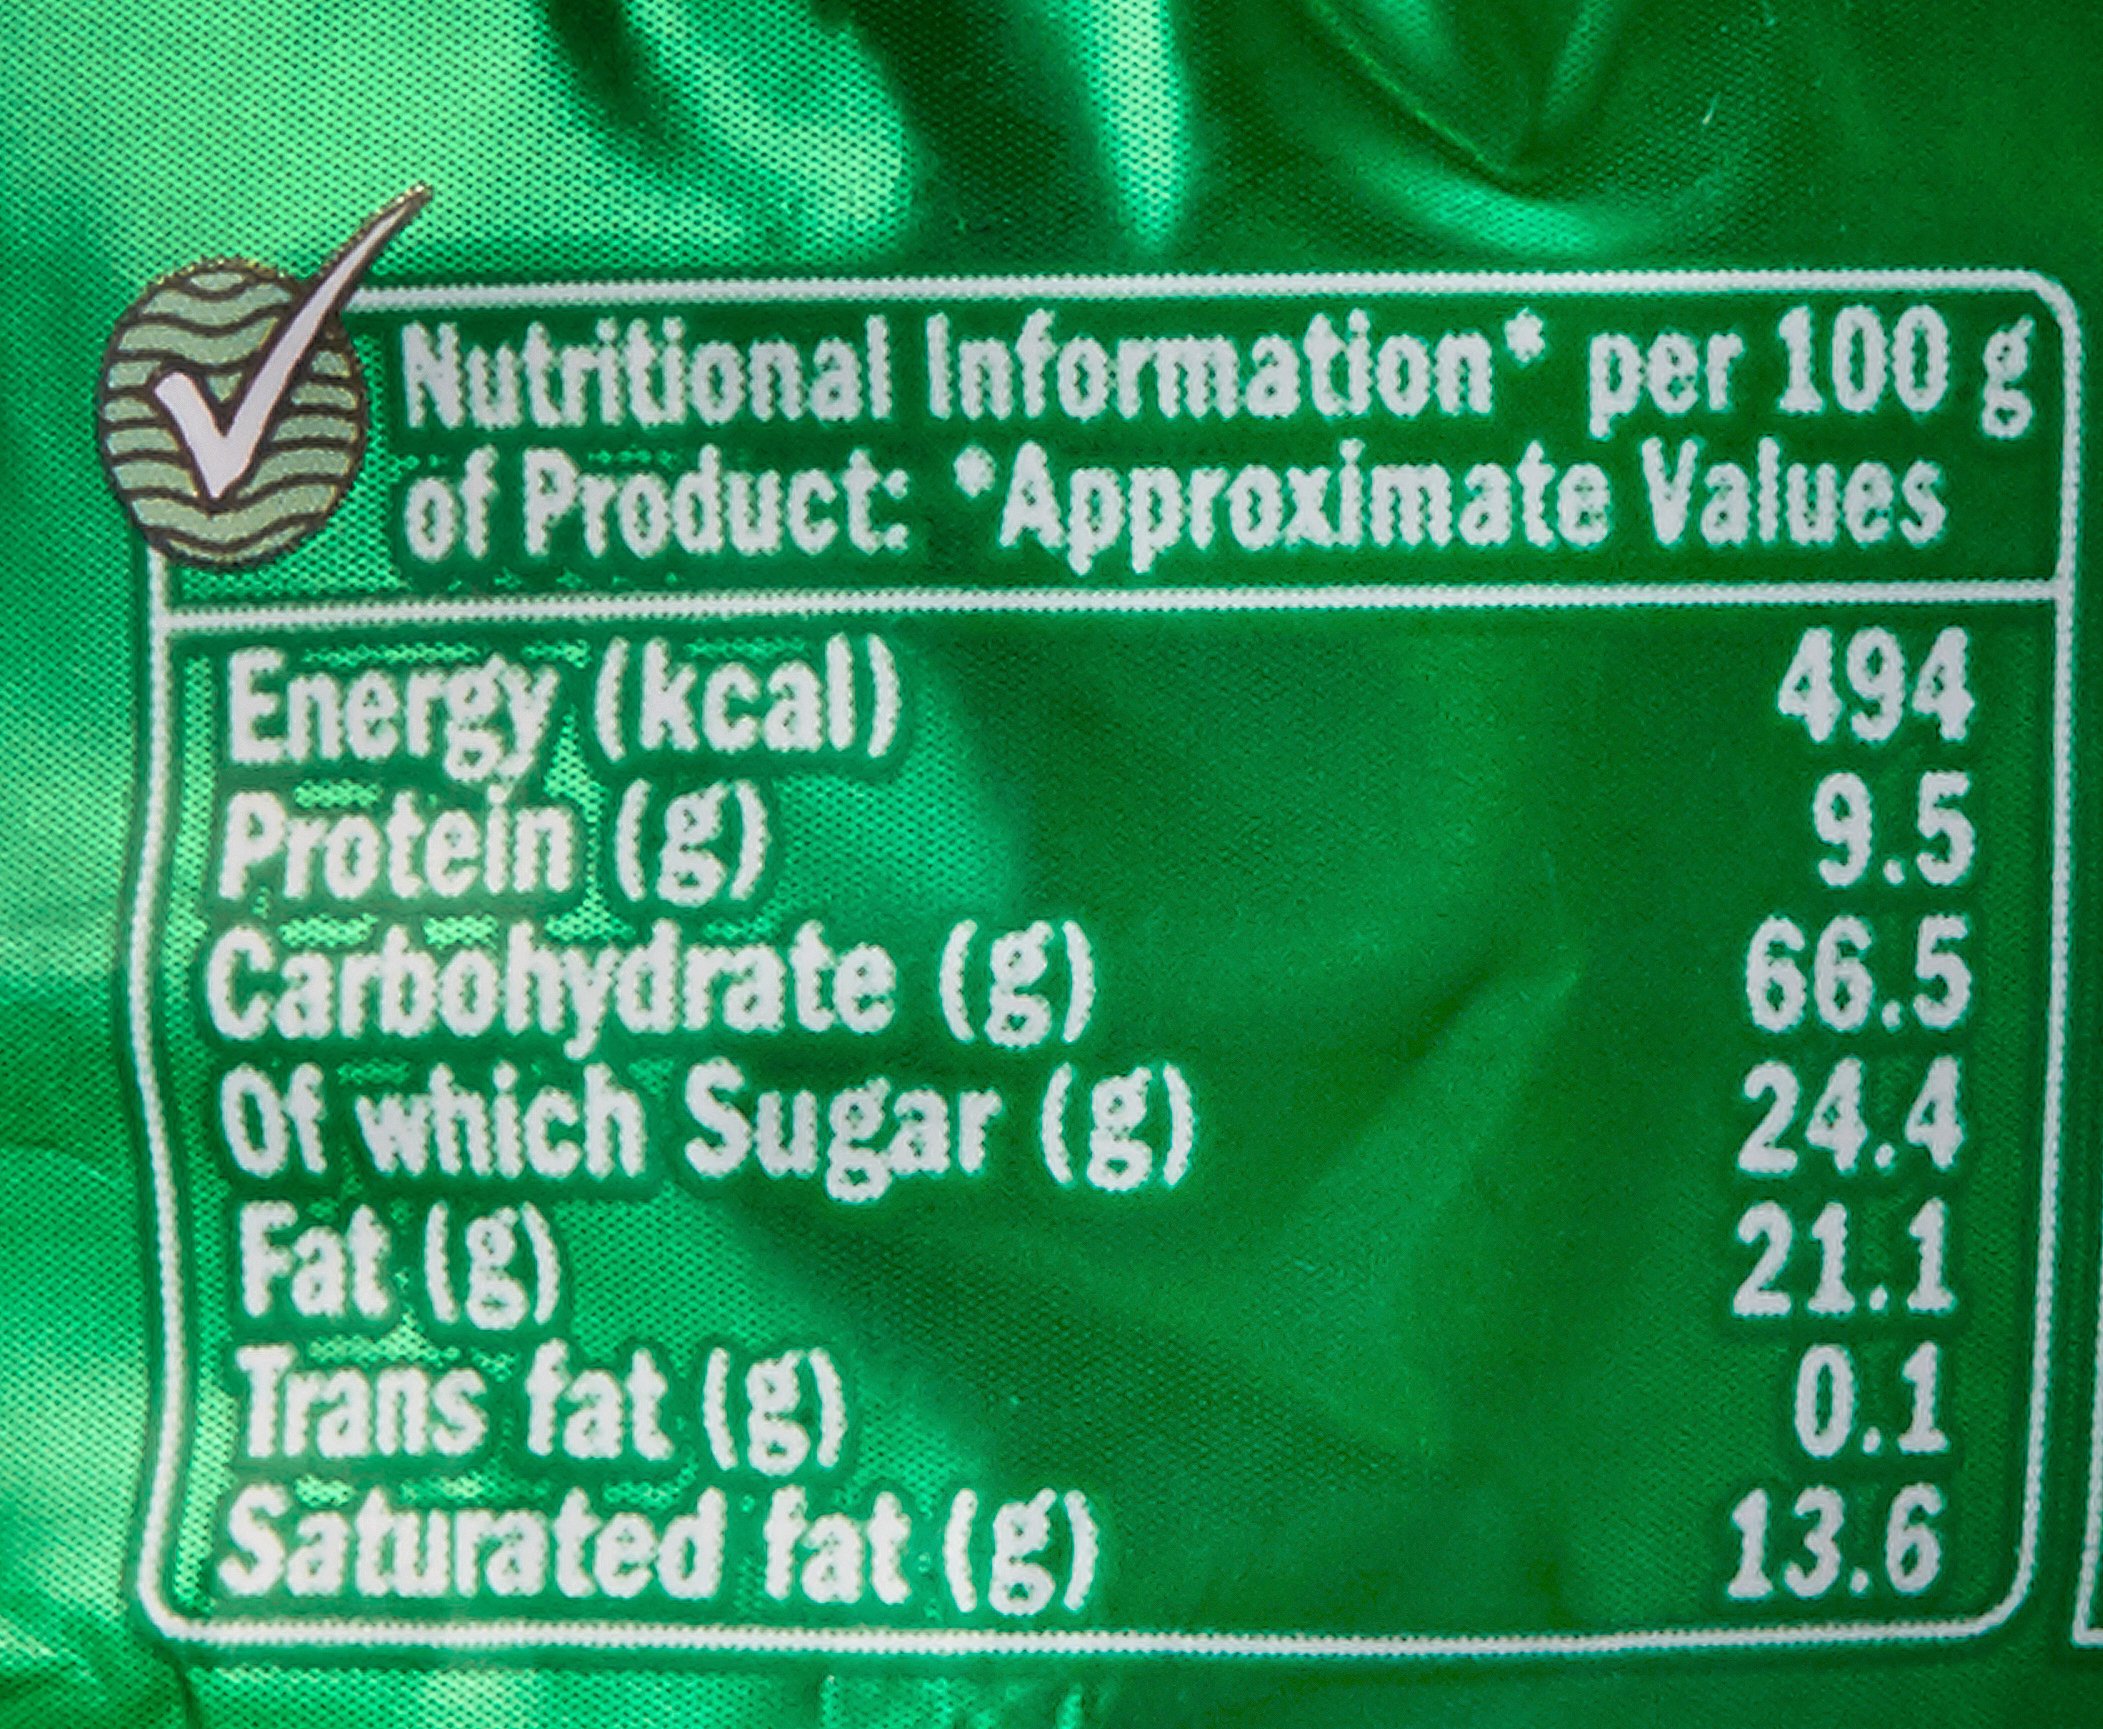 Nutritional Information* per 100 g
of Product: *Approximate Values
Energy (kcal) 494
Protein (g) 9.5
Carbohydrate (g) 66.5
Of which Sugar (g) 24.4
Fat (g) 21.1
Trans fat (g) 0.1
Saturated fat (g) 13.6